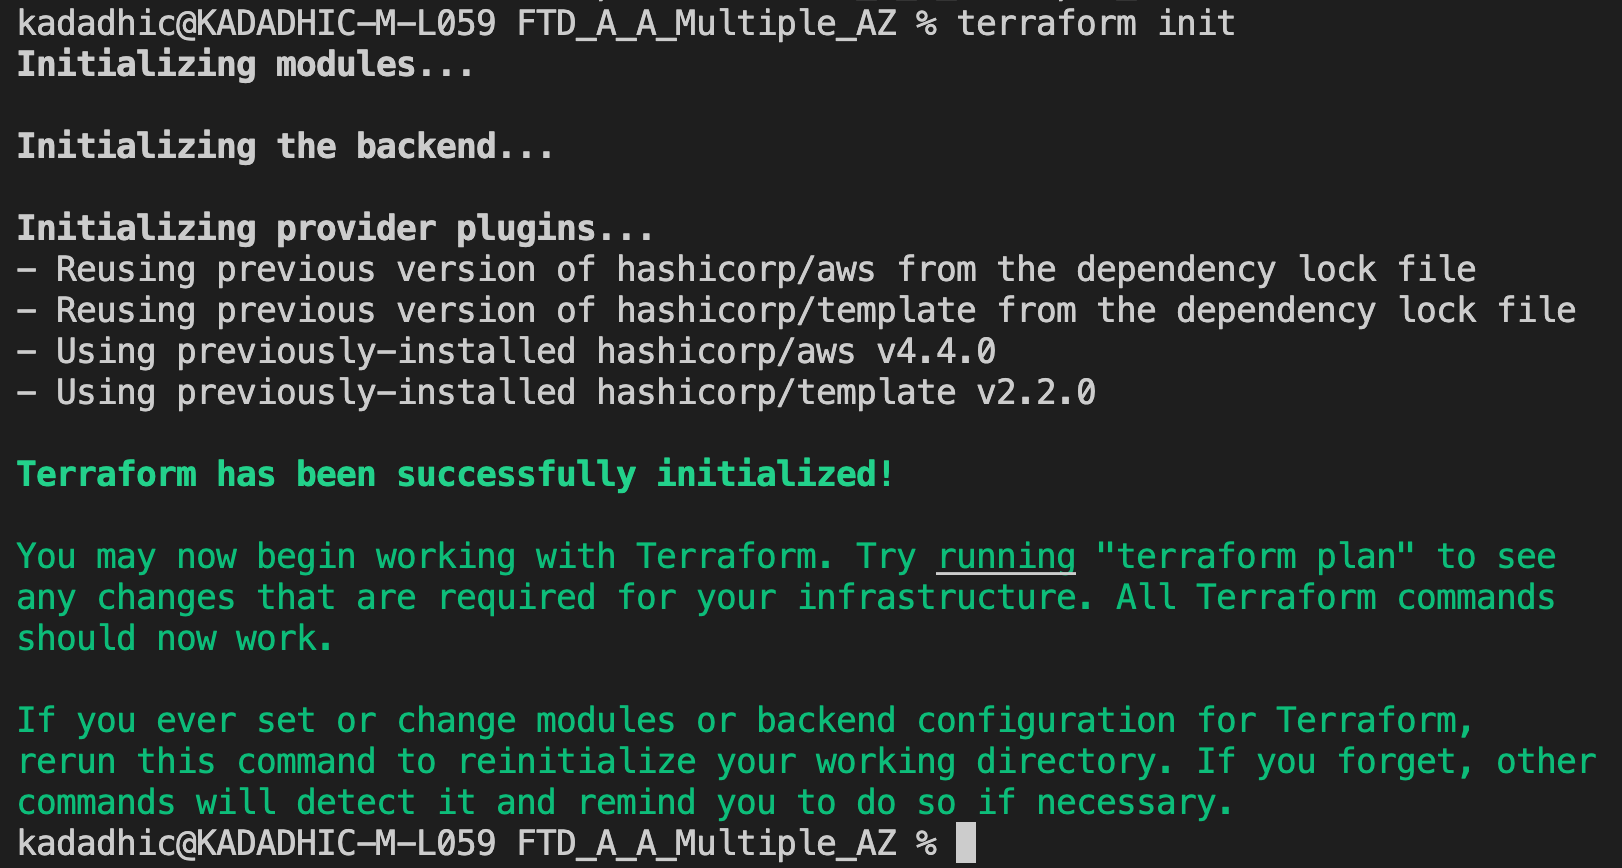 kadadhic@KADADHIC-M-L059 FTD_A_A_Multiple_AZ % terraform init
Initializing modules...
Initializing the backend...
Initializing provider plugins...
- Reusing previous version of hashicorp/aws from the dependency lock file
- Reusing previous version of hashicorp/template from the dependency lock file
- Using previously-installed hashicorp/aws v4.4.0
- Using previously-installed hashicorp/template v2.2.0
Terraform has been successfully initialized!
You may now begin working with Terraform. Try running "terraform plan" to see
any changes that are required for your infrastructure. All Terraform commands
should now work.
If you ever set or change modules or backend configuration for Terraform,
rerun this command to reinitialize your working directory. If you forget, other
commands will detect it and remind you to do so if necessary.
kadadhic@KADADHIC-M-L059 FTD_A_A_Multiple_AZ %